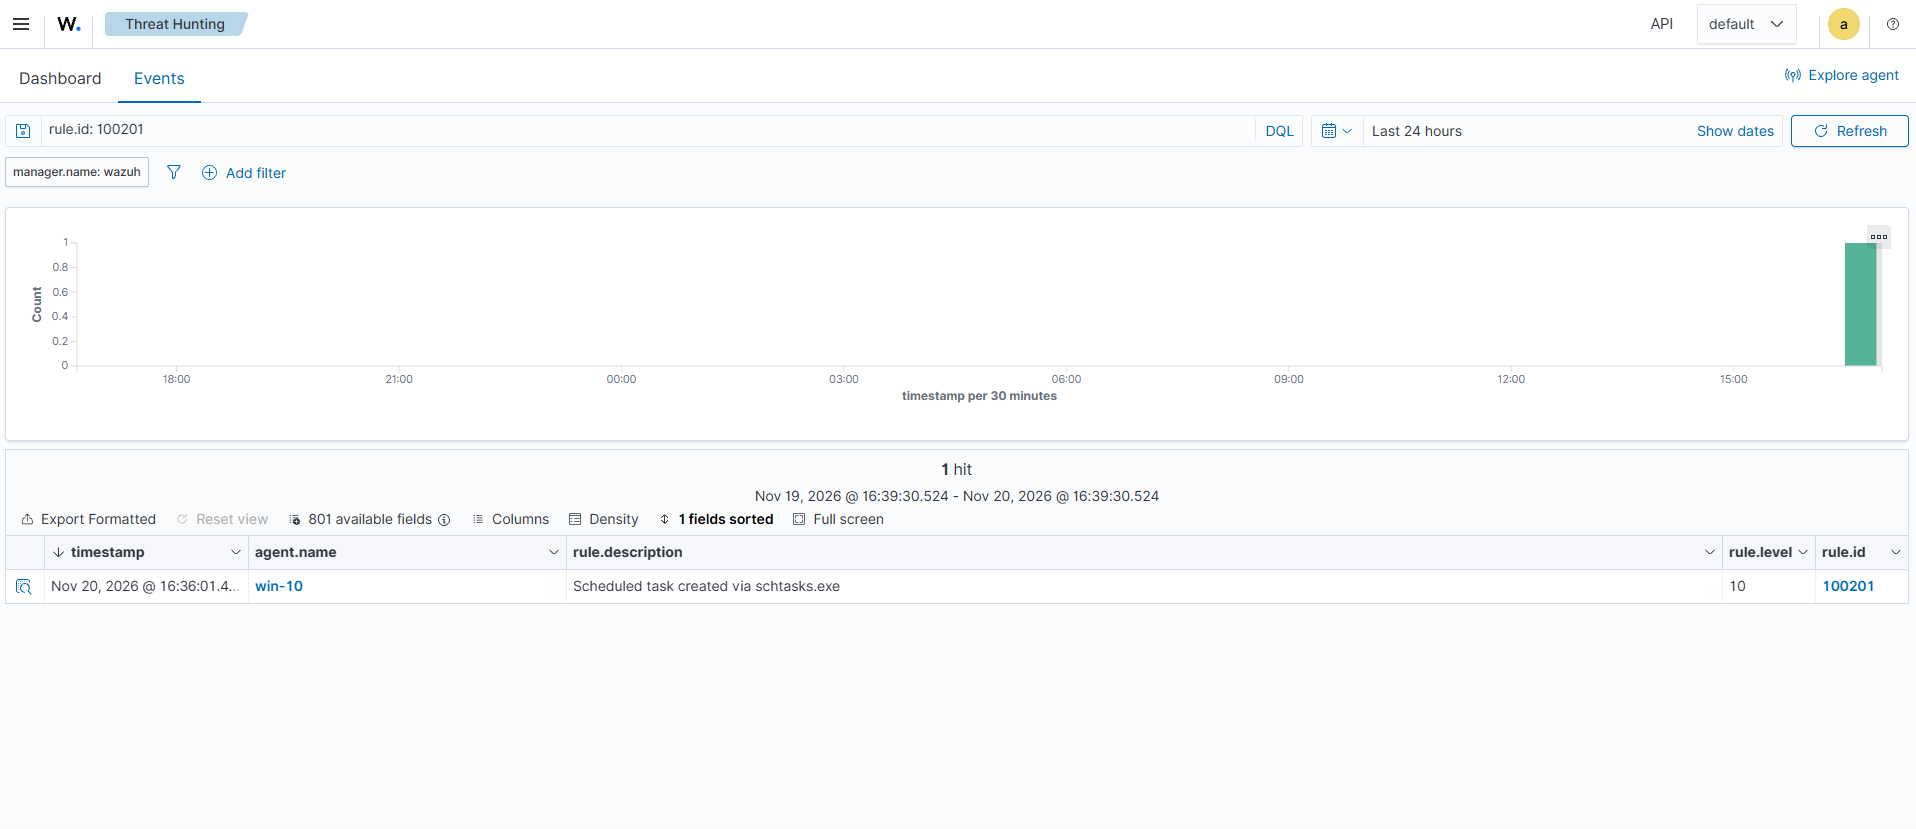 W. Threat Hunting API default a
Dashboard Events Explore agent
rule.id: 100201 DQL Last 24 hours Show dates Refresh
manager.name: wazuh Add filter
1
0.8
0.6
0.4
0.2
0
Count
18:00 21:00 00:00 03:00 06:00 09:00 12:00 15:00
timestamp per 30 minutes
1 hit
Nov 19, 2026 @ 16:39:30.524 - Nov 20, 2026 @ 16:39:30.524
Export Formatted Reset view 801 available fields Columns Density 1 fields sorted Full screen
timestamp agent.name rule.description rule.level rule.id
Nov 20, 2026 @ 16:36:01.4... win-10 Scheduled task created via schtasks.exe 10 100201